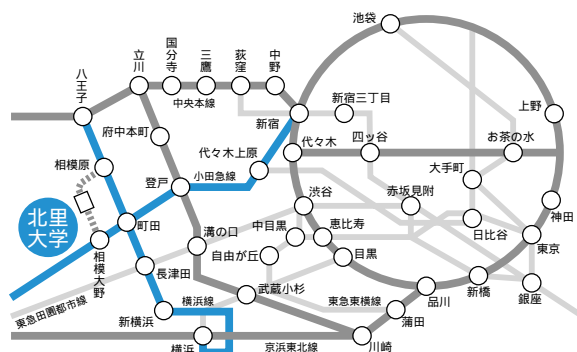 池袋
八王子
立川
国分寺
三鷹
荻窪
中野
中央本線
新宿
新宿三丁目
上野
府中本町
代々木上原
代々木
四ッ谷
お茶の水
相模原
登戸
小田急線
大手町
渋谷
赤坂見附
神田
北里
大学
町田
溝の口
中目黒
恵比寿
日比谷
東京
相模大野
自由が丘
目黒
長津田
東急田園都市線
武蔵小杉
品川
新橋
銀座
新横浜
横浜線
東急東横線
蒲田
横浜
京浜東北線
川崎